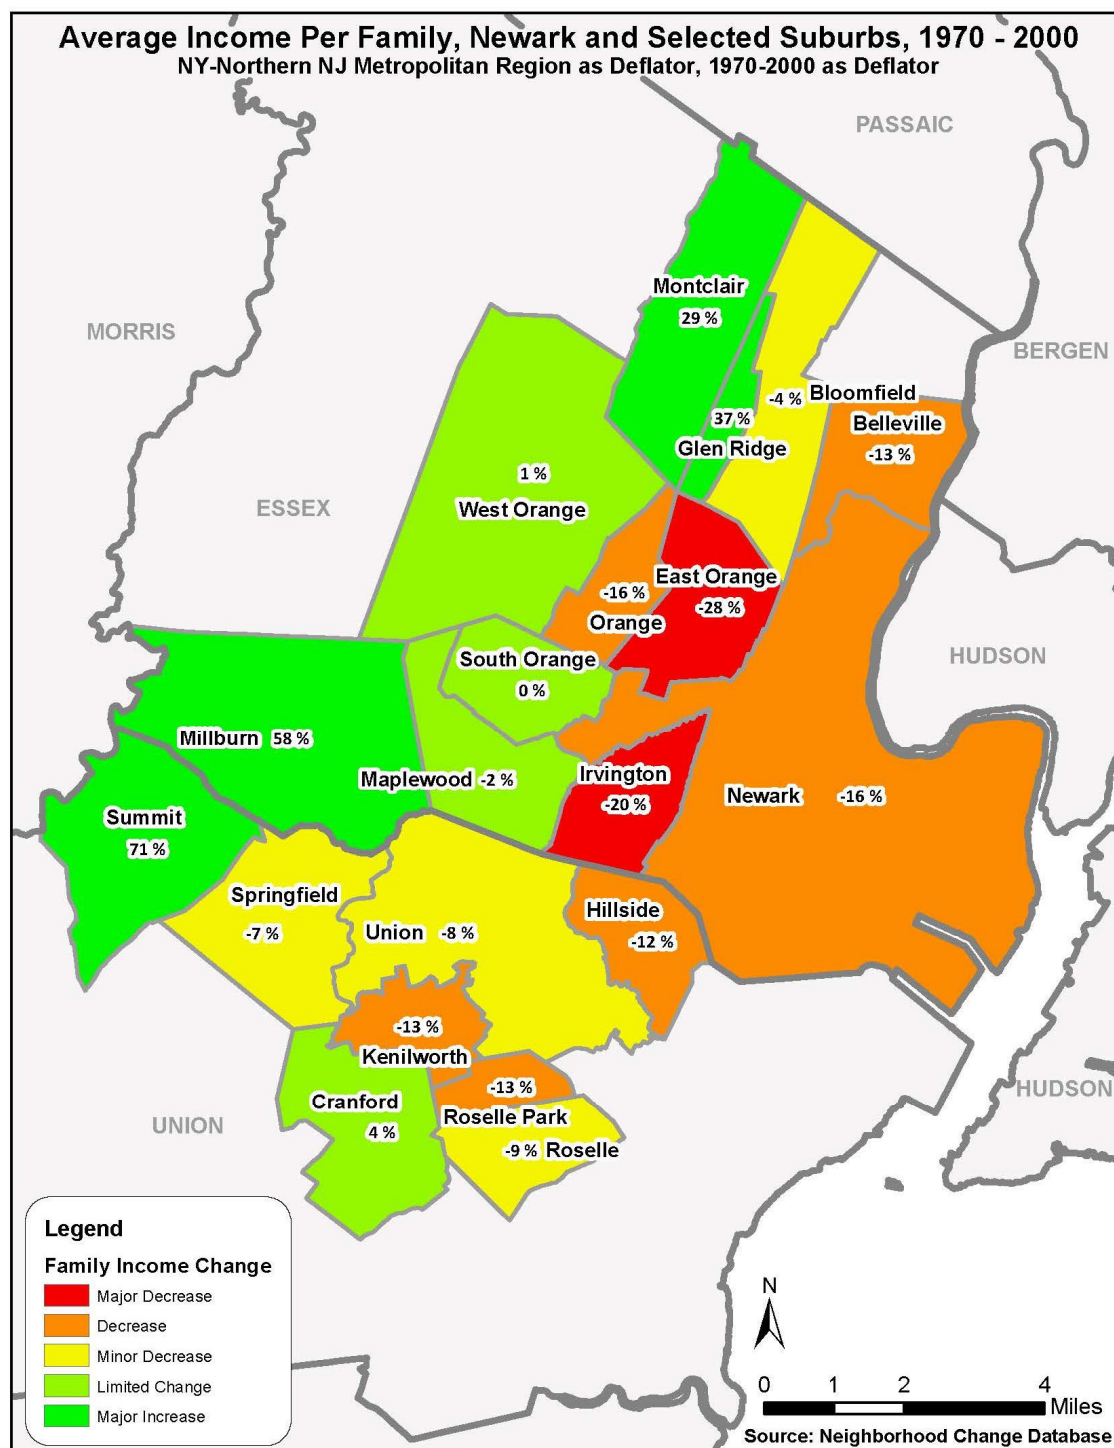 Average Income Per Family, Newark and Selected Suburbs, 1970 - 2000
NY-Northern NJ Metropolitan Region as Deflator, 1970-2000 as Deflator
PASSAIC
Montclair
29 %
MORRIS
BERGEN
-4 %
Bloomfield
37 %
Glen Ridge
Belleville
-13 %
1 %
West Orange
ESSEX
East Orange
-28 %
-16 %
Orange
South Orange
0 %
HUDSON
Millburn 58 %
Maplewood -2 %
Irvington
-20 %
Newark -16 %
Summit
71 %
Springfield
-7 %
Union -8 %
Hillside
-12 %
-13 %
Kenilworth
-13 %
Roselle Park
Cranford
4 %
-9 % Roselle
UNION
HUDSON
Legend
Family Income Change
Major Decrease
Decrease
Minor Decrease
Limited Change
Major Increase
N
0 1 2 4
Miles
Source: Neighborhood Change Database